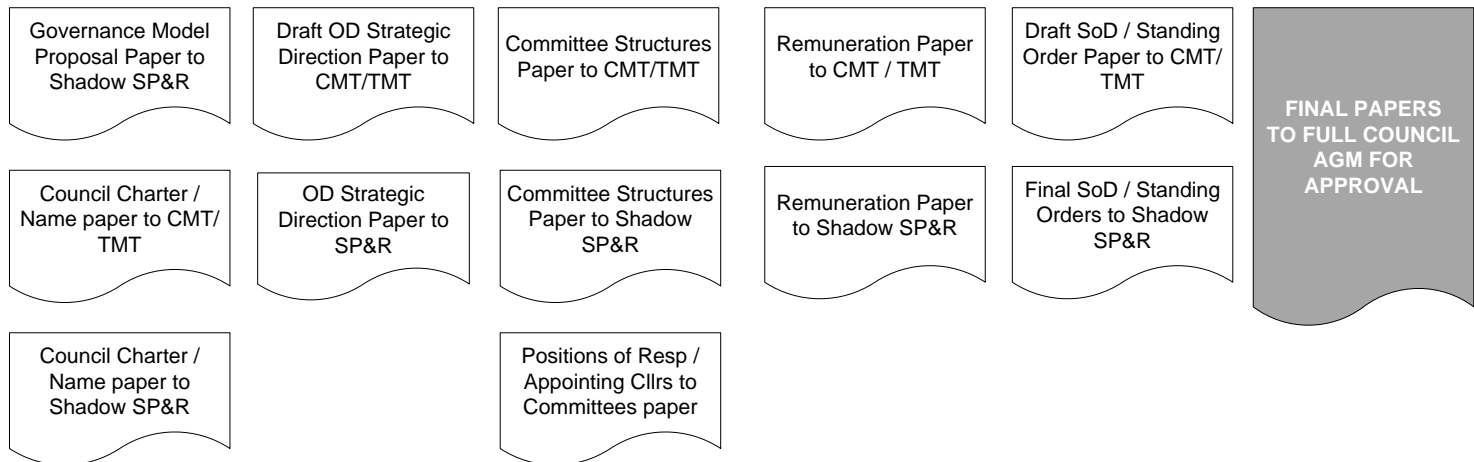 Governance Model
Proposal Paper to
Shadow SP&R
Draft OD Strategic
Direction Paper to
CMT/TMT
Committee Structures
Paper to CMT/TMT
Remuneration Paper
to CMT / TMT
Draft SoD / Standing
Order Paper to CMT/
TMT
FINAL PAPERS
TO FULL COUNCIL
AGM FOR
APPROVAL
Council Charter /
Name paper to CMT/
TMT
OD Strategic
Direction Paper to
SP&R
Committee Structures
Paper to Shadow
SP&R
Remuneration Paper
to Shadow SP&R
Final SoD / Standing
Orders to Shadow
SP&R
Council Charter /
Name paper to
Shadow SP&R
Positions of Resp /
Appointing Cllrs to
Committees paper